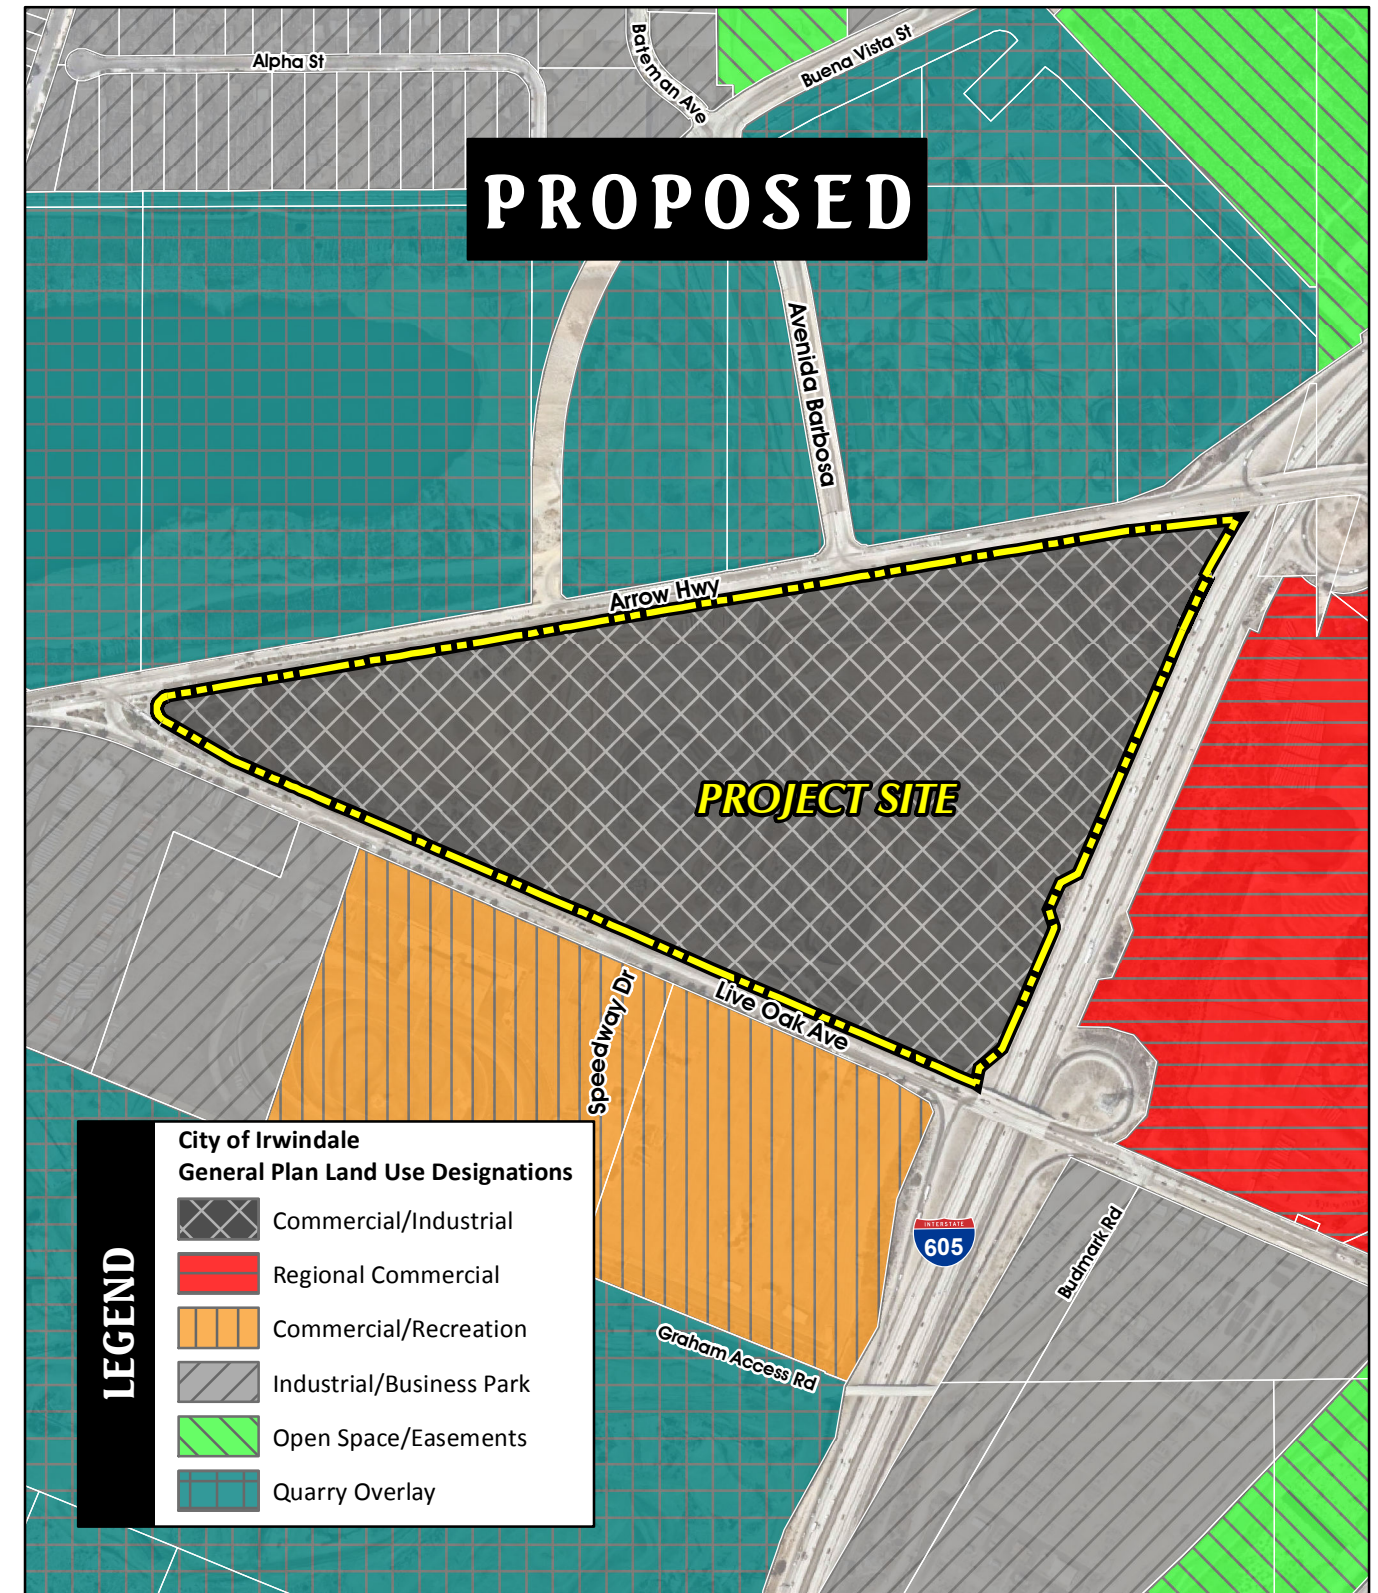 Alpha St
Bateman Ave
Buena Vista St
PROPOSED
Avenida Barbosa
Arrow Hwy
PROJECT SITE
Live Oak Ave
Speedway Dr
INTERSTATE
605
Budmark Rd
Graham Access Rd
LEGEND
City of Irwindale
General Plan Land Use Designations
Commercial/Industrial
Regional Commercial
Commercial/Recreation
Industrial/Business Park
Open Space/Easements
Quarry Overlay